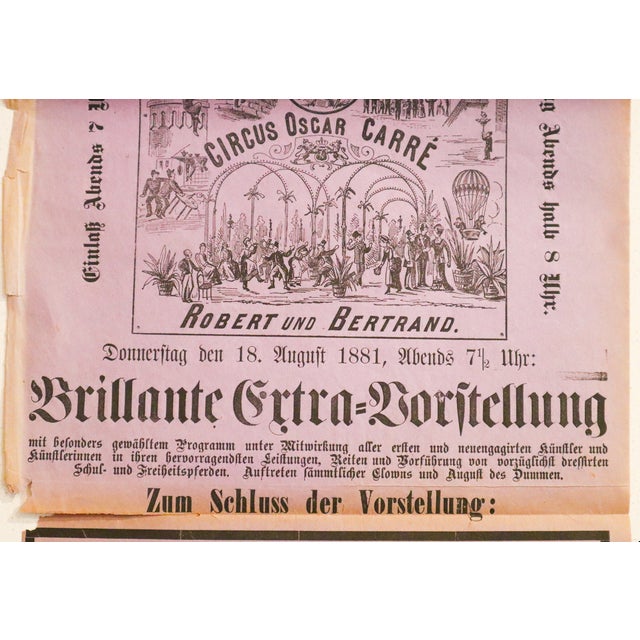 CIRCUS OSCAR CARRÉ
Einlaß Abends 7
Abends halb 8 Uhr.
ROBERT UND BERTRAND.
Donnerstag den 18. August 1881, Abends 7½ Uhr:
Brillante Extra-Vorstellung
mit besonders gewähltem Programm unter Mitwirkung aller ersten und neuengagirten Künstler und
Künstlerinnen in ihren hervorragendsten Leistungen, Reiten und Vorführung von vorzüglichst dressirten
Schul- und Freiheitspferden. Auftreten sämmtlicher Clowns und August des Dummen.
Zum Schluss der Vorstellung: